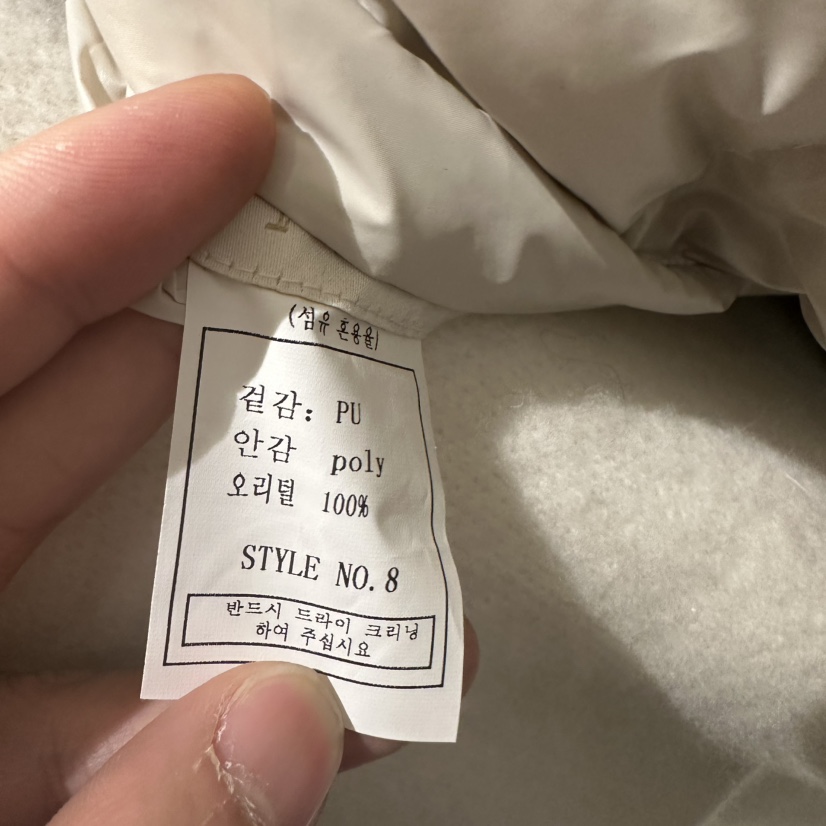 (섬유 혼용율)
겉감: PU
안감 poly
오리털 100%
STYLE NO. 8
반드시 드라이 크리닝
하여 주십시요